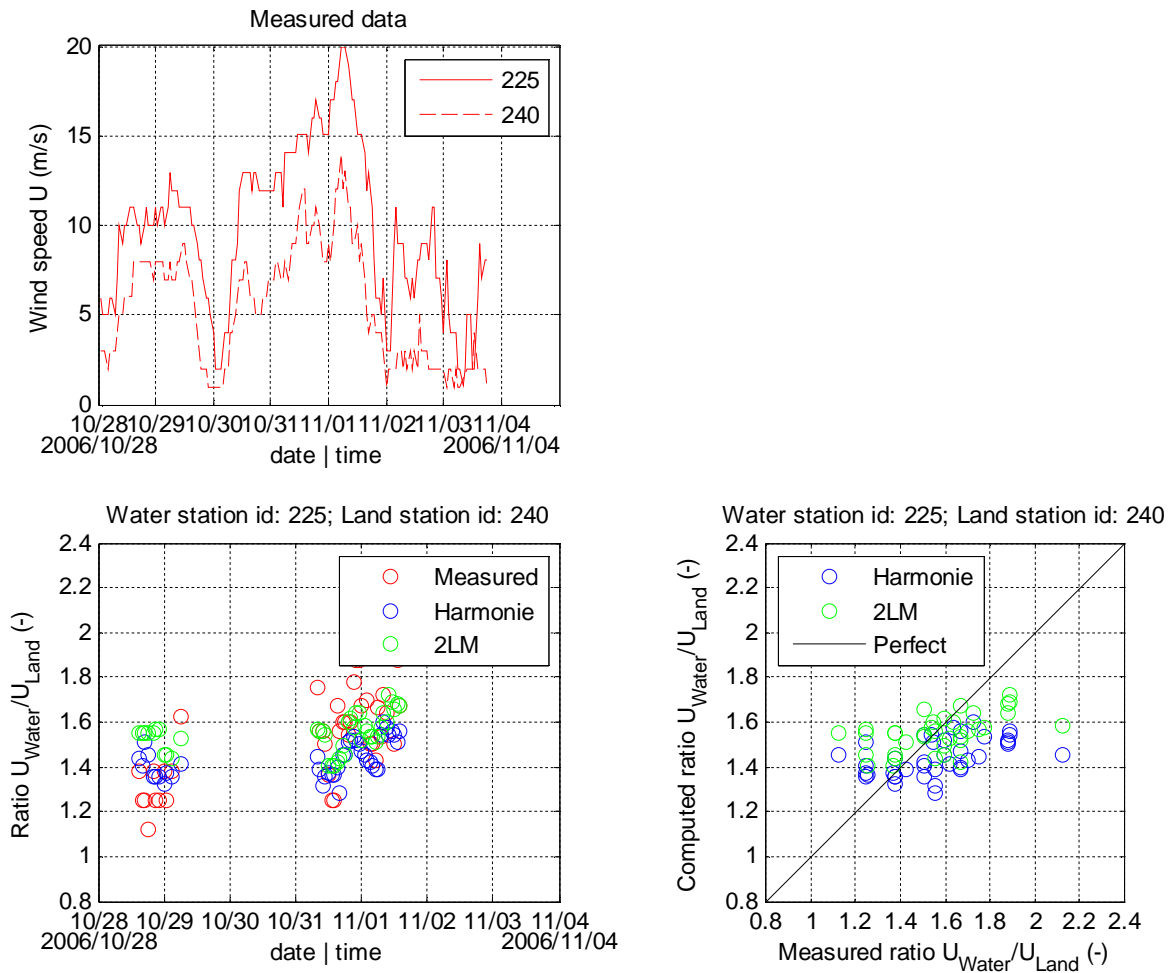 Measured data
20
15
10
5
0
Wind speed U (m/s)
225
240
10/28 10/29 10/30 10/31 11/01 11/02 11/03 11/04
2006/10/28 2006/11/04
date | time
Water station id: 225; Land station id: 240
2.4
2.2
2
1.8
1.6
1.4
1.2
1
0.8
Ratio U_Water/U_Land (-)
Measured
Harmonie
2LM
10/28 10/29 10/30 10/31 11/01 11/02 11/03 11/04
2006/10/28 2006/11/04
date | time
Water station id: 225; Land station id: 240
2.4
2.2
2
1.8
1.6
1.4
1.2
1
0.8
Computed ratio U_Water/U_Land (-)
Harmonie
2LM
Perfect
0.8 1 1.2 1.4 1.6 1.8 2 2.2 2.4
Measured ratio U_Water/U_Land (-)